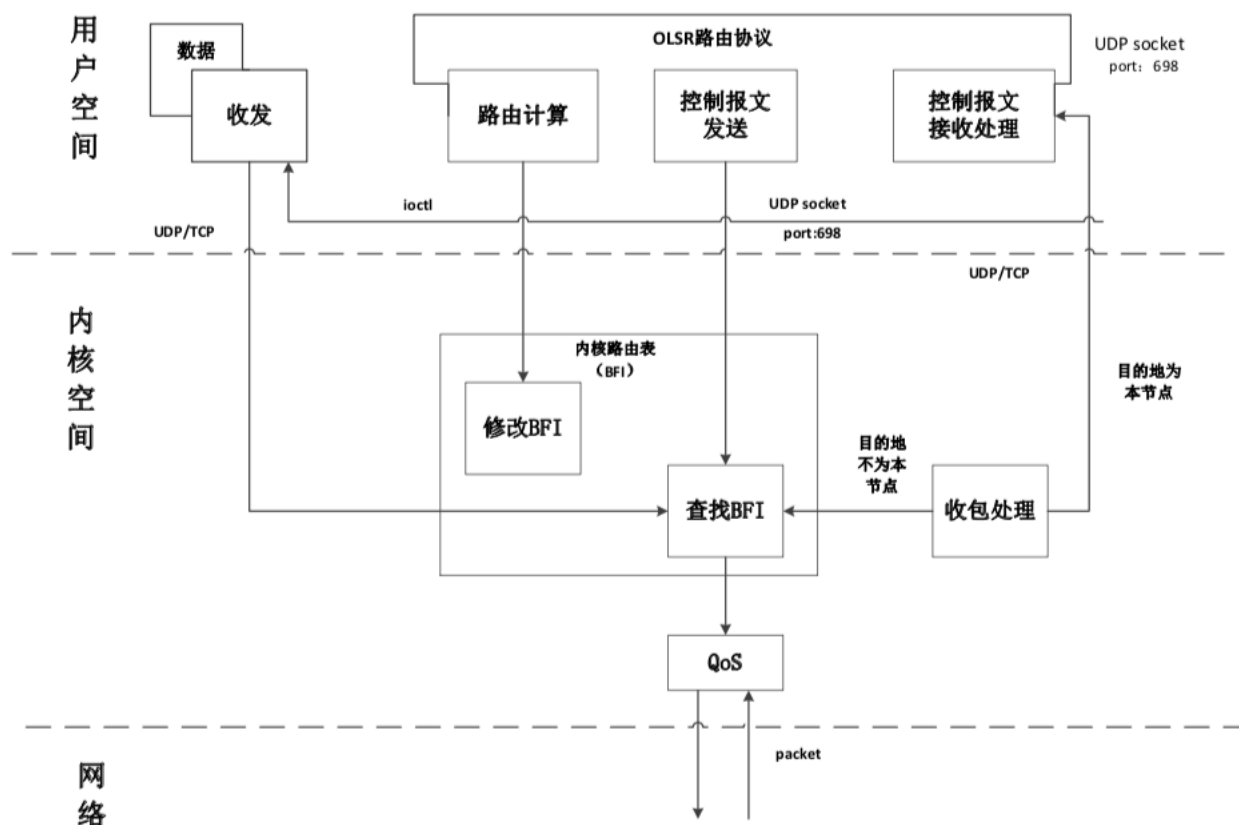 用户空间
数据
收发
OLSR路由协议
路由计算
控制报文
发送
控制报文
接收处理
UDP socket
port: 698
ioctl
UDP socket
UDP/TCP
port:698
UDP/TCP
内核空间
内核路由表
（BFI）
修改BFI
查找BFI
目的地
不为本
节点
收包处理
目的地为
本节点
QoS
packet
网络